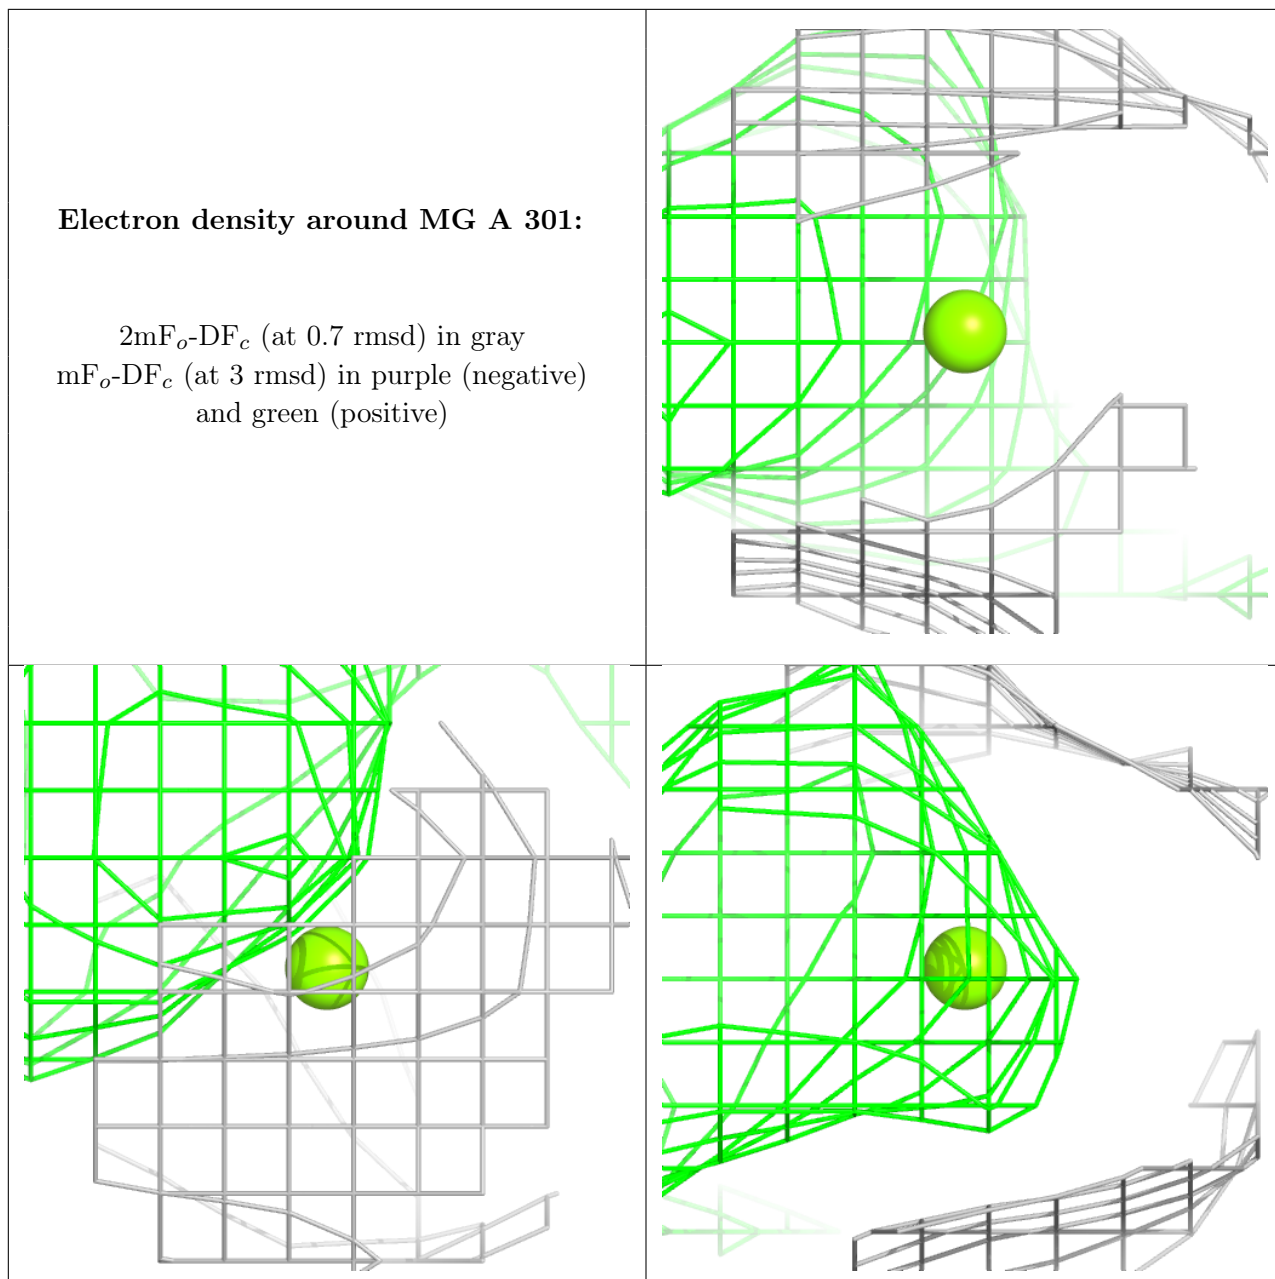 Electron density around MG A 301:
2mFo-DFc (at 0.7 rmsd) in gray
mFo-DFc (at 3 rmsd) in purple (negative)
and green (positive)